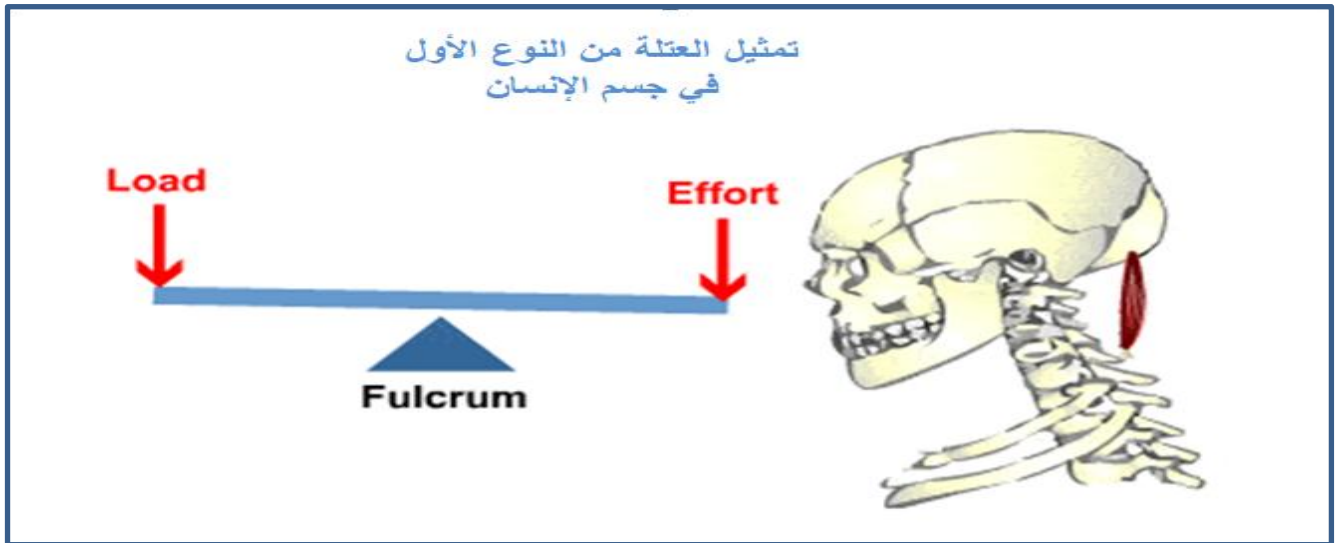 تمثيل العتلة من النوع الأول
في جسم الإنسان
Load
Effort
Fulcrum